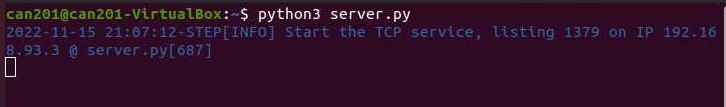 can201@can201-VirtualBox:~$ python3 server.py
2022-11-15 21:07:12-STEP[INFO] Start the TCP service, listing 1379 on IP 192.16
8.93.3 @ server.py[687]